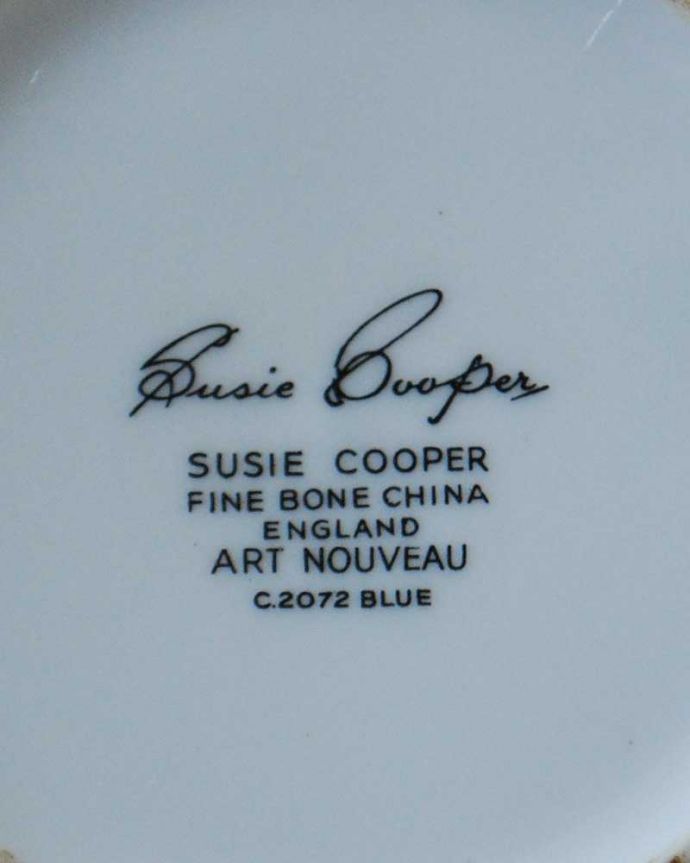 Susie Cooper
SUSIE COOPER
FINE BONE CHINA
ENGLAND
ART NOUVEAU
C.2072 BLUE